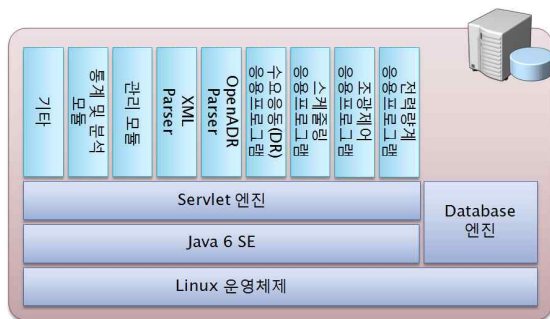 기타
통계 및 분석
모듈
관리 모듈
XML
Parser
OpenADR
Parser
수요응동(DR)
응용프로그램
스케줄링
응용프로그램
조광제어
응용프로그램
전력량계
응용프로그램
Servlet 엔진
Database
엔진
Java 6 SE
Linux 운영체제